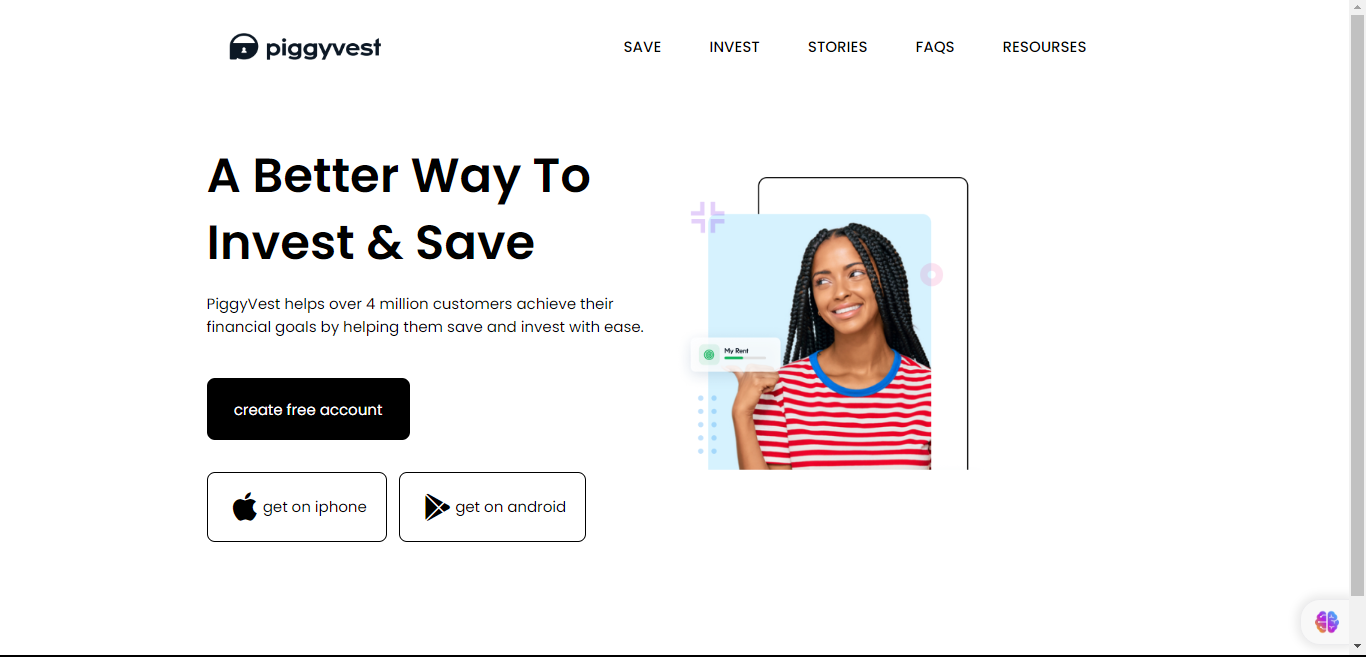 piggyvest
SAVE INVEST STORIES FAQS RESOURSES
A Better Way To
Invest & Save
PiggyVest helps over 4 million customers achieve their
financial goals by helping them save and invest with ease.
My Rent
create free account
get on iphone get on android